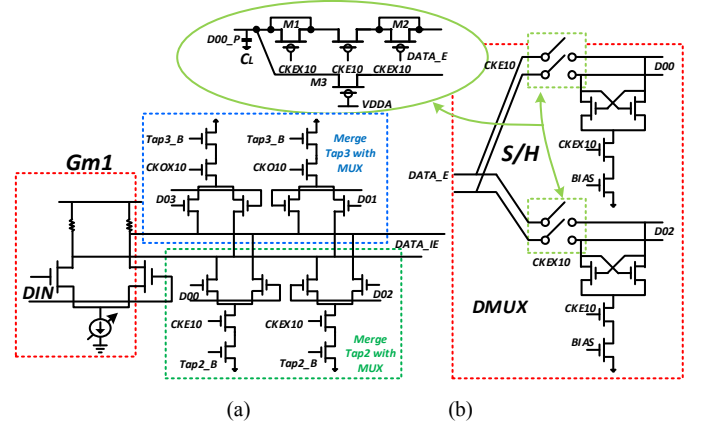 M1
M2
D00_P
CL
CKEX10
CKE10
CKEX10
DATA_E
M3
VDDA
CKE10
D00
D00
Tap3_B
Tap3_B
Merge
Tap3 with
MUX
CKOX10
CKO10
D03
D01
Gm1
DATA_IE
DIN
D00
D02
CKE10
CKEX10
Tap2_B
Tap2_B
Merge
Tap2 with
MUX
S/H
CKEX10
BIAS
DATA_E
CKEX10
D02
DMUX
CKE10
BIAS
(a)
(b)